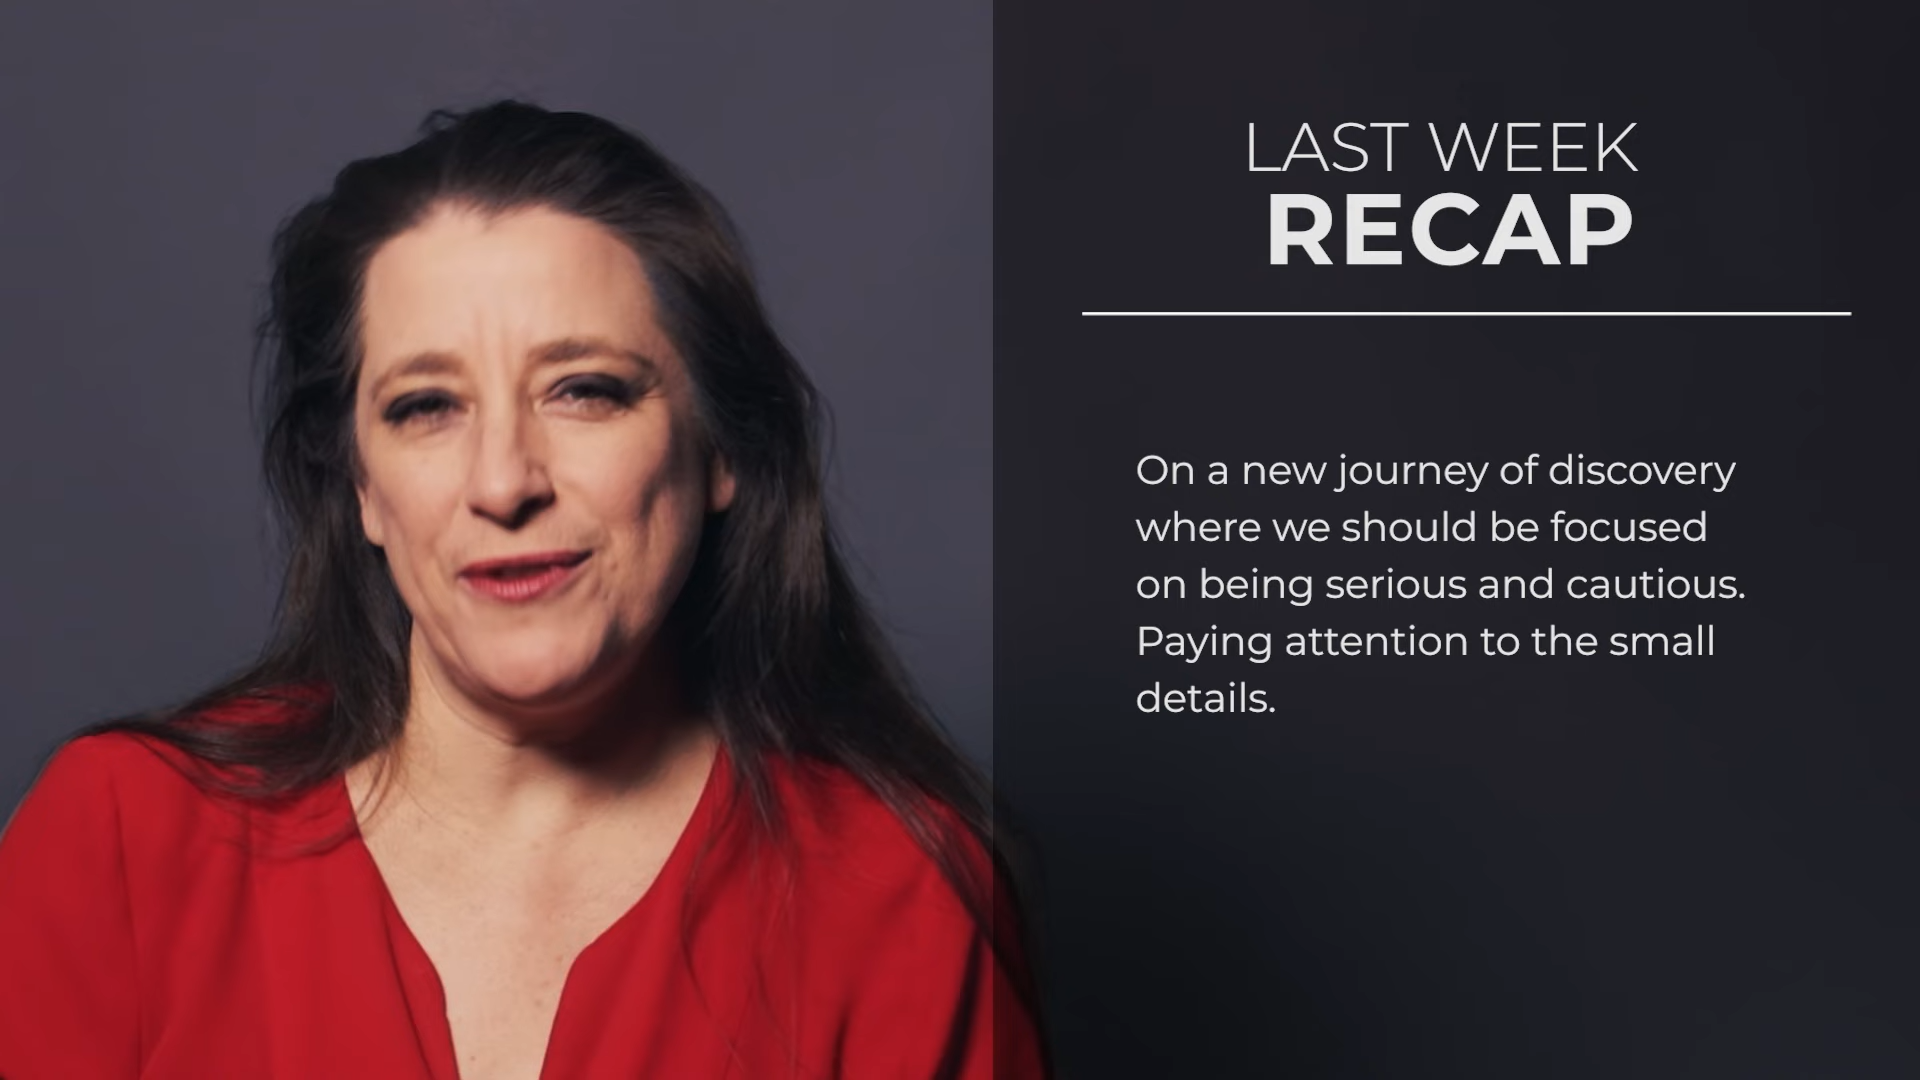 LAST WEEK
RECAP
On a new journey of discovery
where we should be focused
on being serious and cautious.
Paying attention to the small
details.